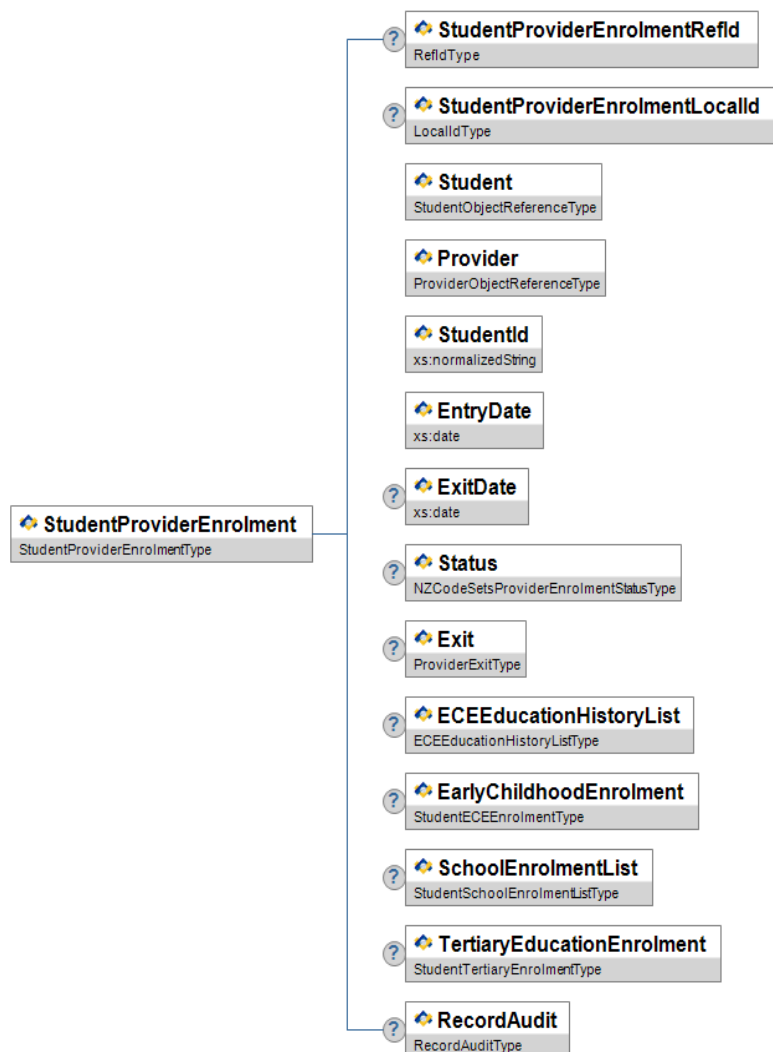 ?
StudentProviderEnrolmentRefId
RefIdType
?
StudentProviderEnrolmentLocalId
LocalIdType
Student
StudentObjectReferenceType
Provider
ProviderObjectReferenceType
StudentId
xs:normalizedString
EntryDate
xs:date
?
ExitDate
xs:date
StudentProviderEnrolment
StudentProviderEnrolmentType
?
Status
NZCodeSetsProviderEnrolmentStatusType
?
Exit
ProviderExitType
?
ECEEducationHistoryList
ECEEducationHistoryListType
?
EarlyChildhoodEnrolment
StudentECEEnrolmentType
?
SchoolEnrolmentList
StudentSchoolEnrolmentListType
?
TertiaryEducationEnrolment
StudentTertiaryEnrolmentType
?
RecordAudit
RecordAuditType